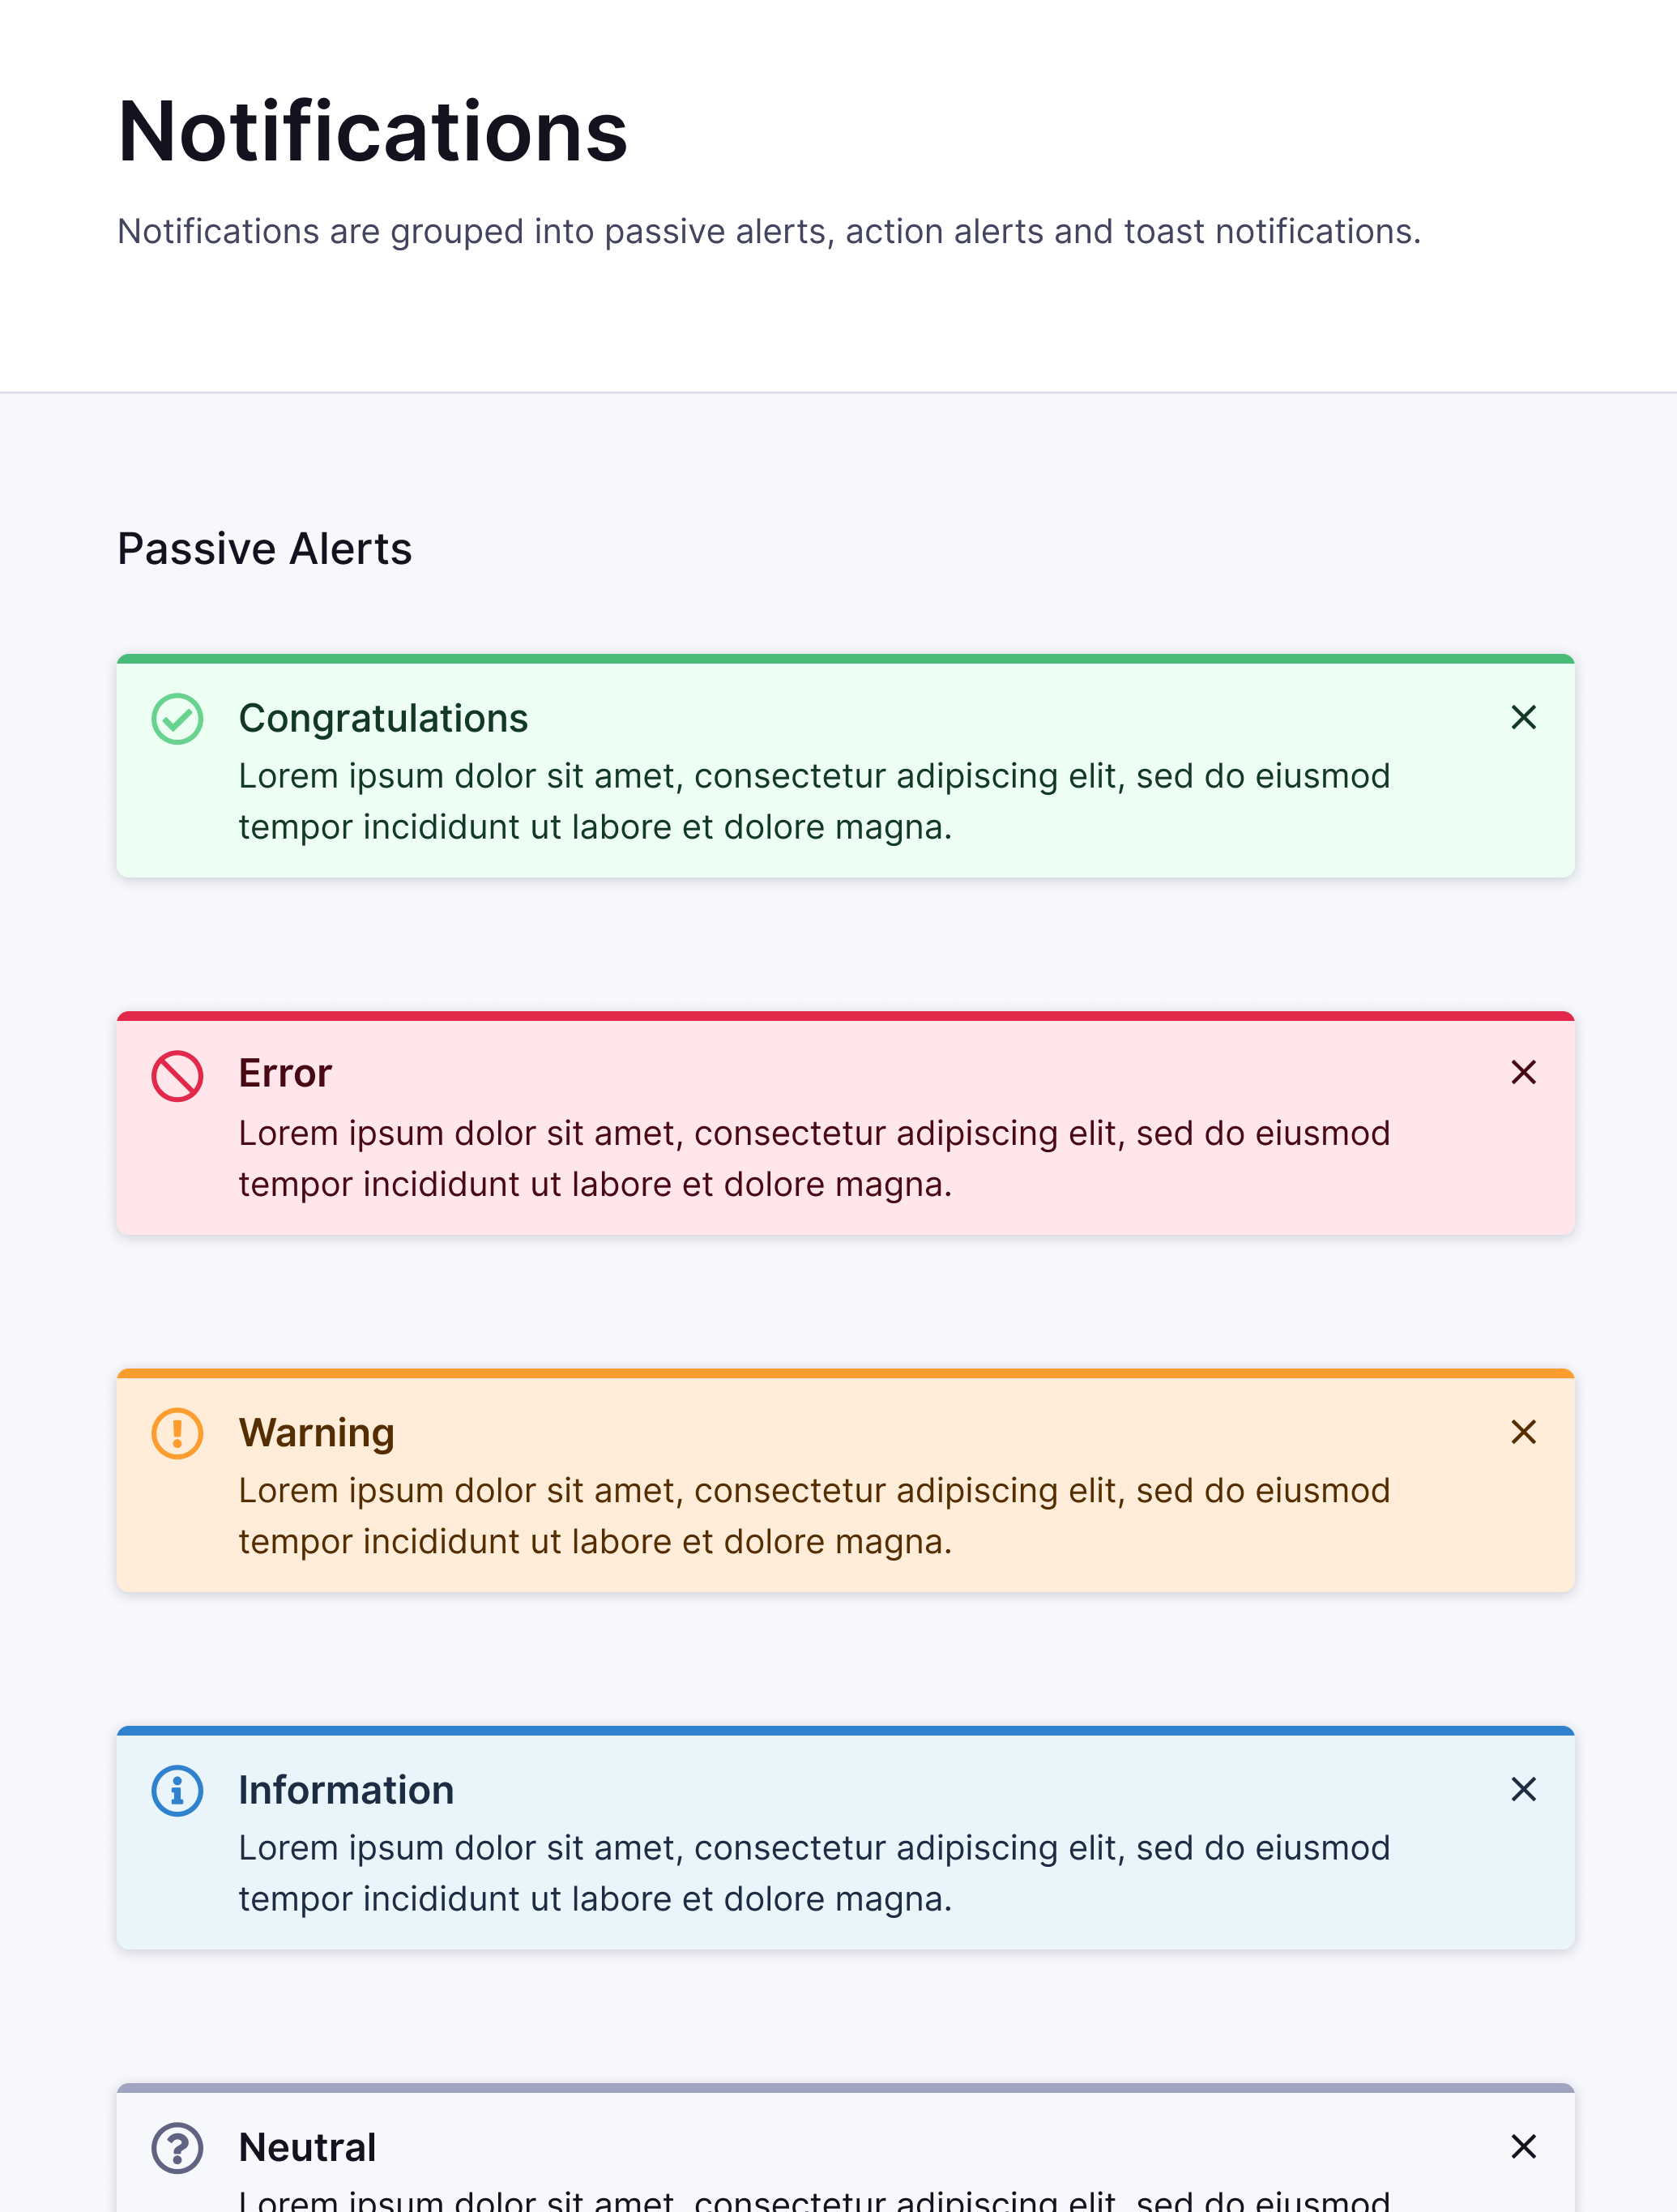 Notifications
Notifications are grouped into passive alerts, action alerts and toast notifications.
Passive Alerts
Congratulations
Lorem ipsum dolor sit amet, consectetur adipiscing elit, sed do eiusmod
tempor incididunt ut labore et dolore magna.
Error
Lorem ipsum dolor sit amet, consectetur adipiscing elit, sed do eiusmod
tempor incididunt ut labore et dolore magna.
Warning
Lorem ipsum dolor sit amet, consectetur adipiscing elit, sed do eiusmod
tempor incididunt ut labore et dolore magna.
Information
Lorem ipsum dolor sit amet, consectetur adipiscing elit, sed do eiusmod
tempor incididunt ut labore et dolore magna.
Neutral
Lorem ipsum dolor sit amet, consectetur adipiscing elit, sed do eiusmod